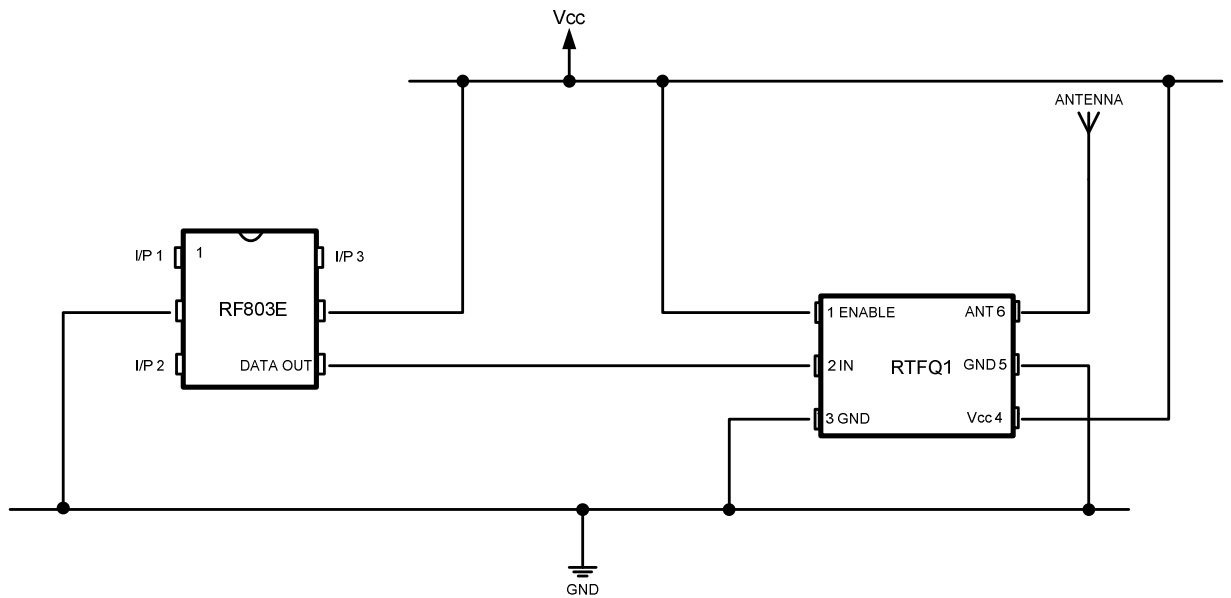 Vcc
ANTENNA
I/P 1
1
I/P 3
RF803E
I/P 2
DATA OUT
1 ENABLE
ANT 6
2 IN
RTFQ1
GND 5
3 GND
Vcc 4
GND